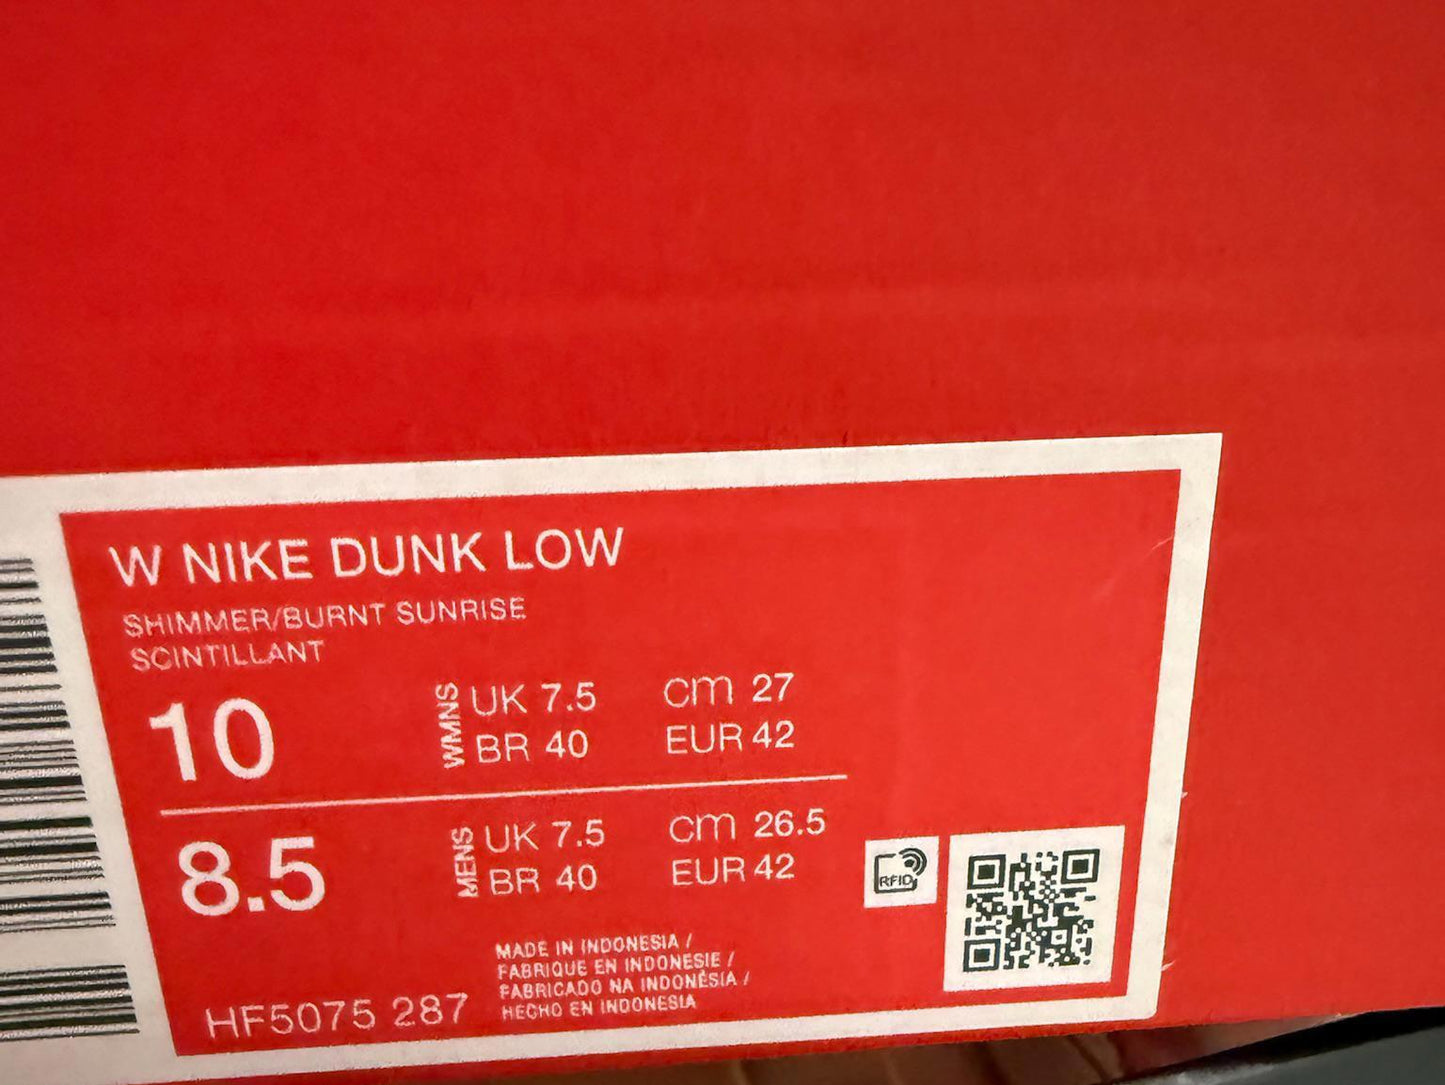 W NIKE DUNK LOW
SHIMMER/BURNT SUNRISE
SCINTILLANT
10
WMNS
UK 7.5
CM 27
BR 40
EUR 42
8.5
MENS
UK 7.5
CM 26.5
BR 40
EUR 42
RFID
MADE IN INDONESIA /
FABRIQUE EN INDONESIE /
FABRICADO NA INDONÉSIA /
HECHO EN INDONESIA
HF5075 287